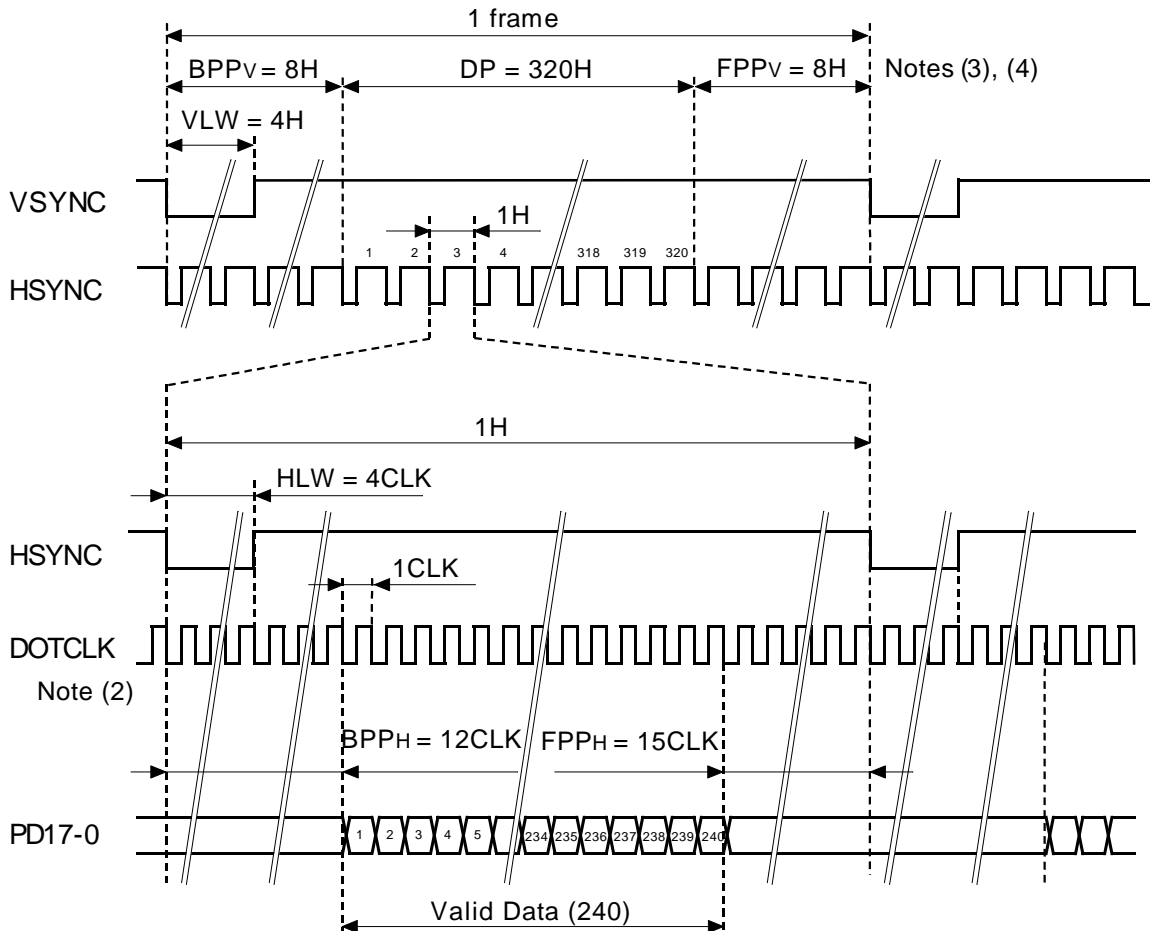 1 frame
BPPV = 8H DP = 320H FPPV = 8H Notes (3), (4)
VLW = 4H
VSYNC
1H
1 2 3 4 318 319 320
HSYNC
1H
HLW = 4CLK
HSYNC
1CLK
DOTCLK
Note (2)
BPPH = 12CLK FPPH = 15CLK
PD17-0 1 2 3 4 5 234 235 236 237 238 239 240
Valid Data (240)